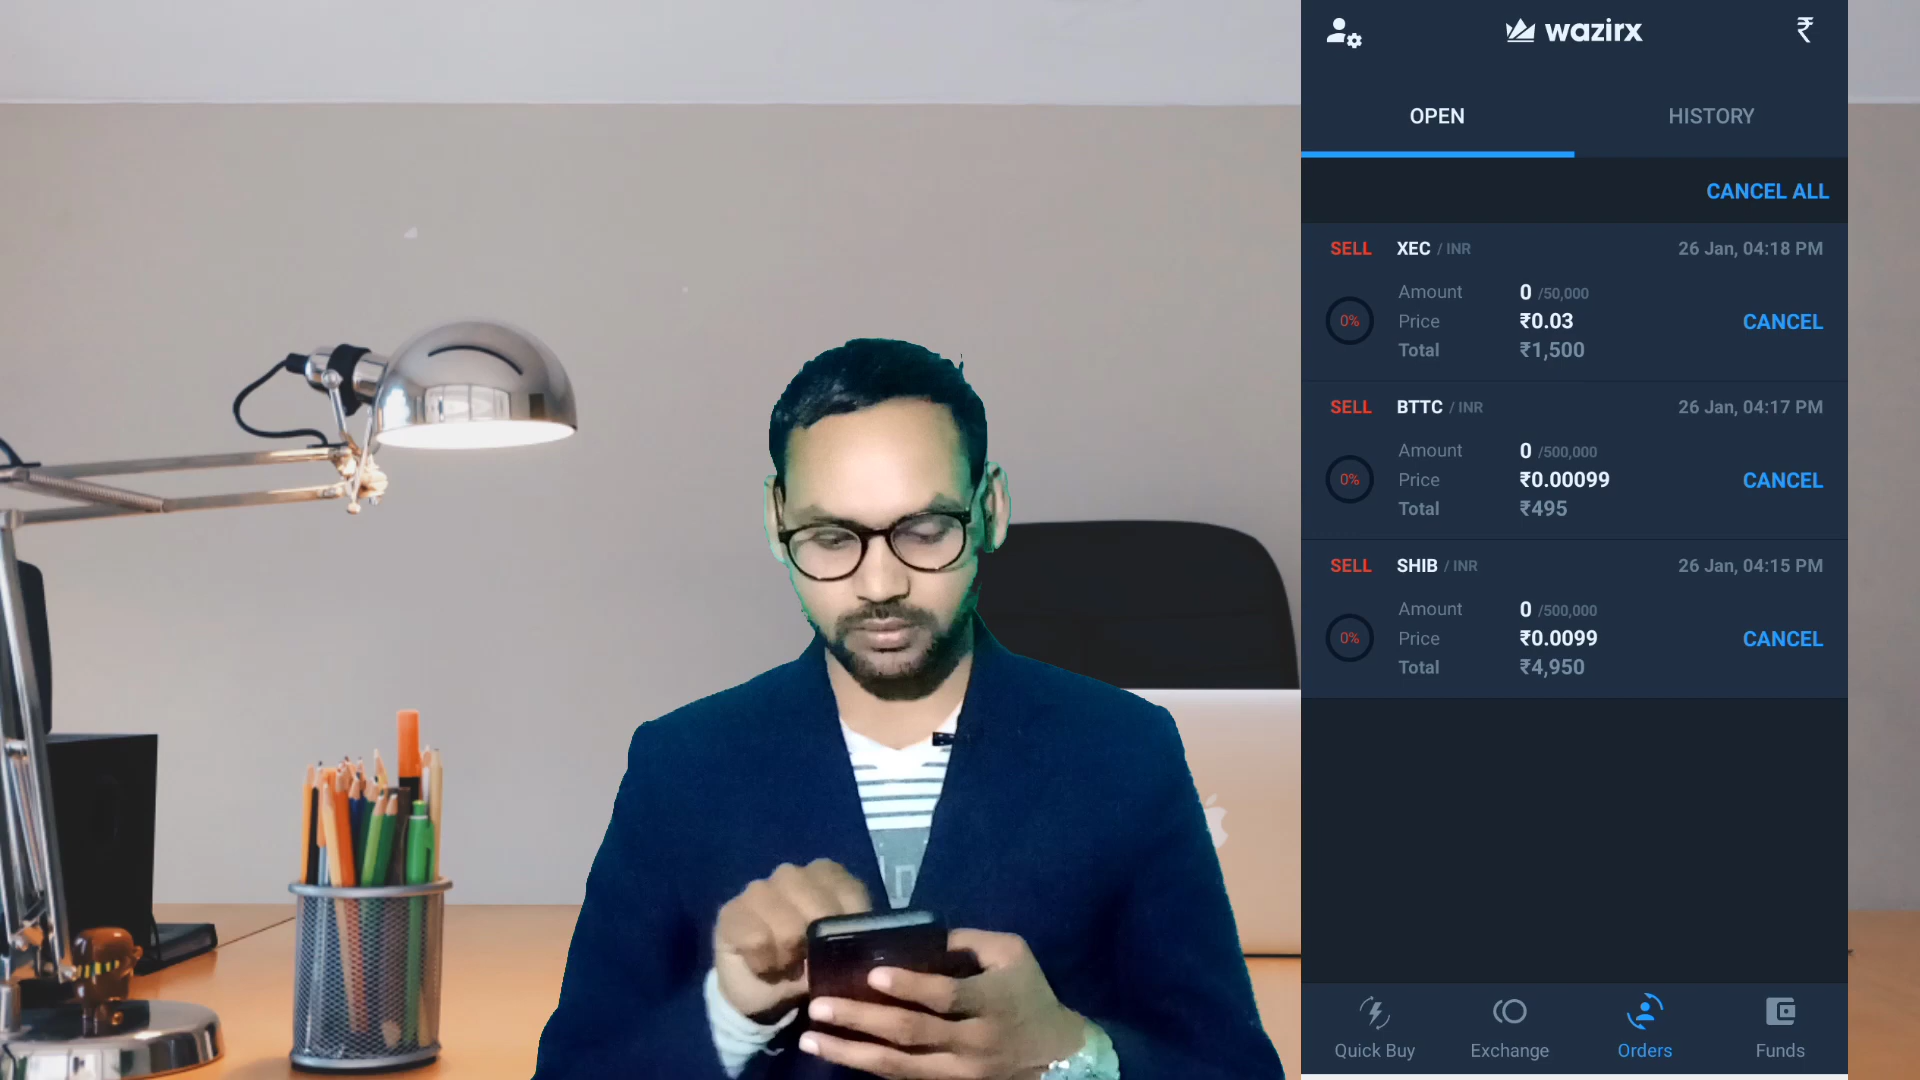 wazirx
₹
OPEN HISTORY
CANCEL ALL
SELL XEC / INR 26 Jan, 04:18 PM
Amount 0 /50,000
0% Price ₹0.03 CANCEL
Total ₹1,500
SELL BTTC / INR 26 Jan, 04:17 PM
Amount 0 /500,000
0% Price ₹0.00099 CANCEL
Total ₹495
SELL SHIB / INR 26 Jan, 04:15 PM
Amount 0 /500,000
0% Price ₹0.0099 CANCEL
Total ₹4,950
Quick Buy Exchange Orders Funds